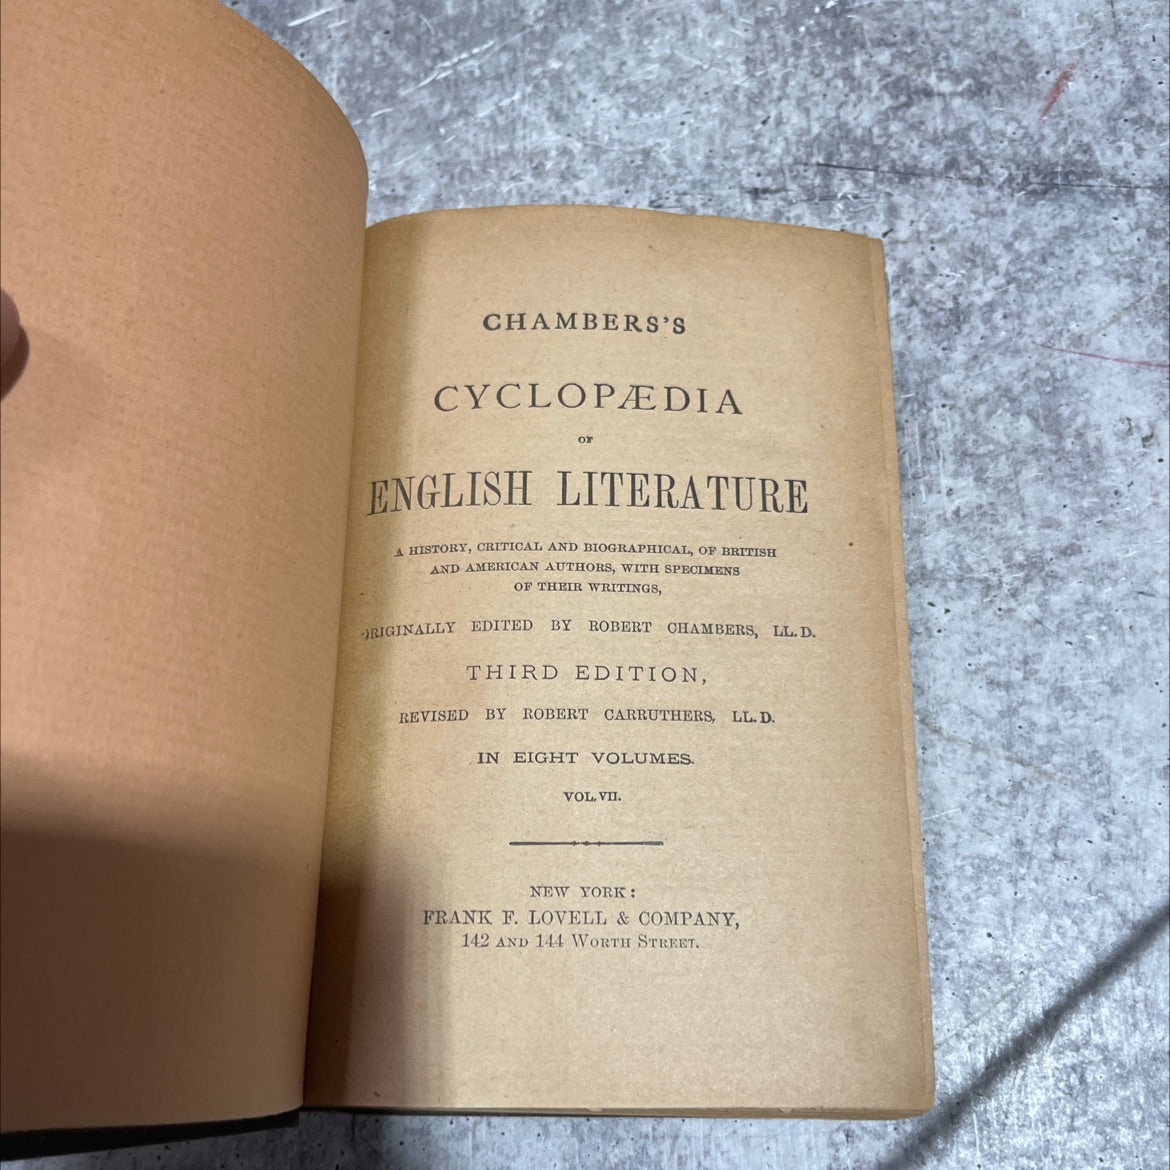 CHAMBERS'S
CYCLOPÆDIA
OF
ENGLISH LITERATURE
A HISTORY, CRITICAL AND BIOGRAPHICAL, OF BRITISH
AND AMERICAN AUTHORS, WITH SPECIMENS
OF THEIR WRITINGS,
ORIGINALLY EDITED BY ROBERT CHAMBERS, LL.D.
THIRD EDITION,
REVISED BY ROBERT CARRUTHERS, LL.D.
IN EIGHT VOLUMES.
VOL. VII.
NEW YORK:
FRANK F. LOVELL & COMPANY,
142 AND 144 WORTH STREET.